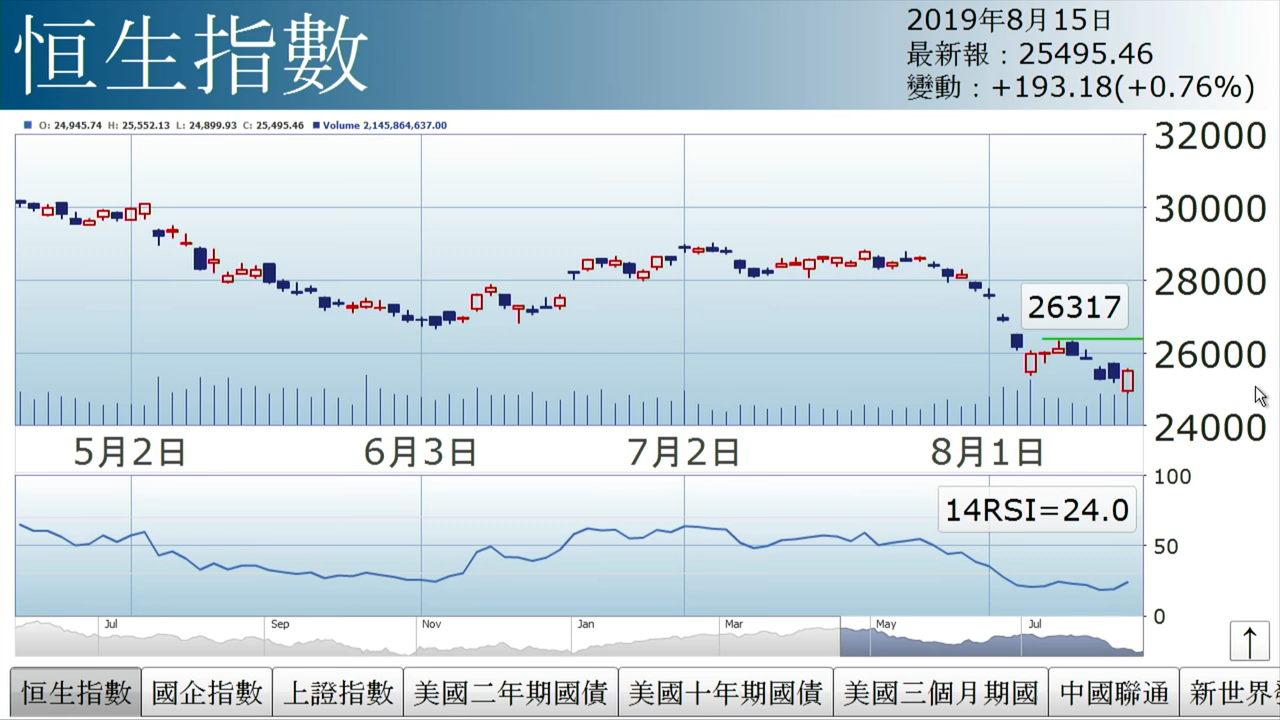 恒生指數
2019年8月15日
最新報：25495.46
變動：+193.18(+0.76%)
O: 24,945.74 H: 25,552.13 L: 24,899.93 C: 25,495.46 Volume 2,145,864,637.00
32000
30000
28000
26317
26000
24000
5月2日 6月3日 7月2日 8月1日
100
14RSI=24.0
50
0
Jul Sep Nov Jan Mar May Jul
↑
恒生指數 國企指數 上證指數 美國二年期國債 美國十年期國債 美國三個月期國 中國聯通 新世界